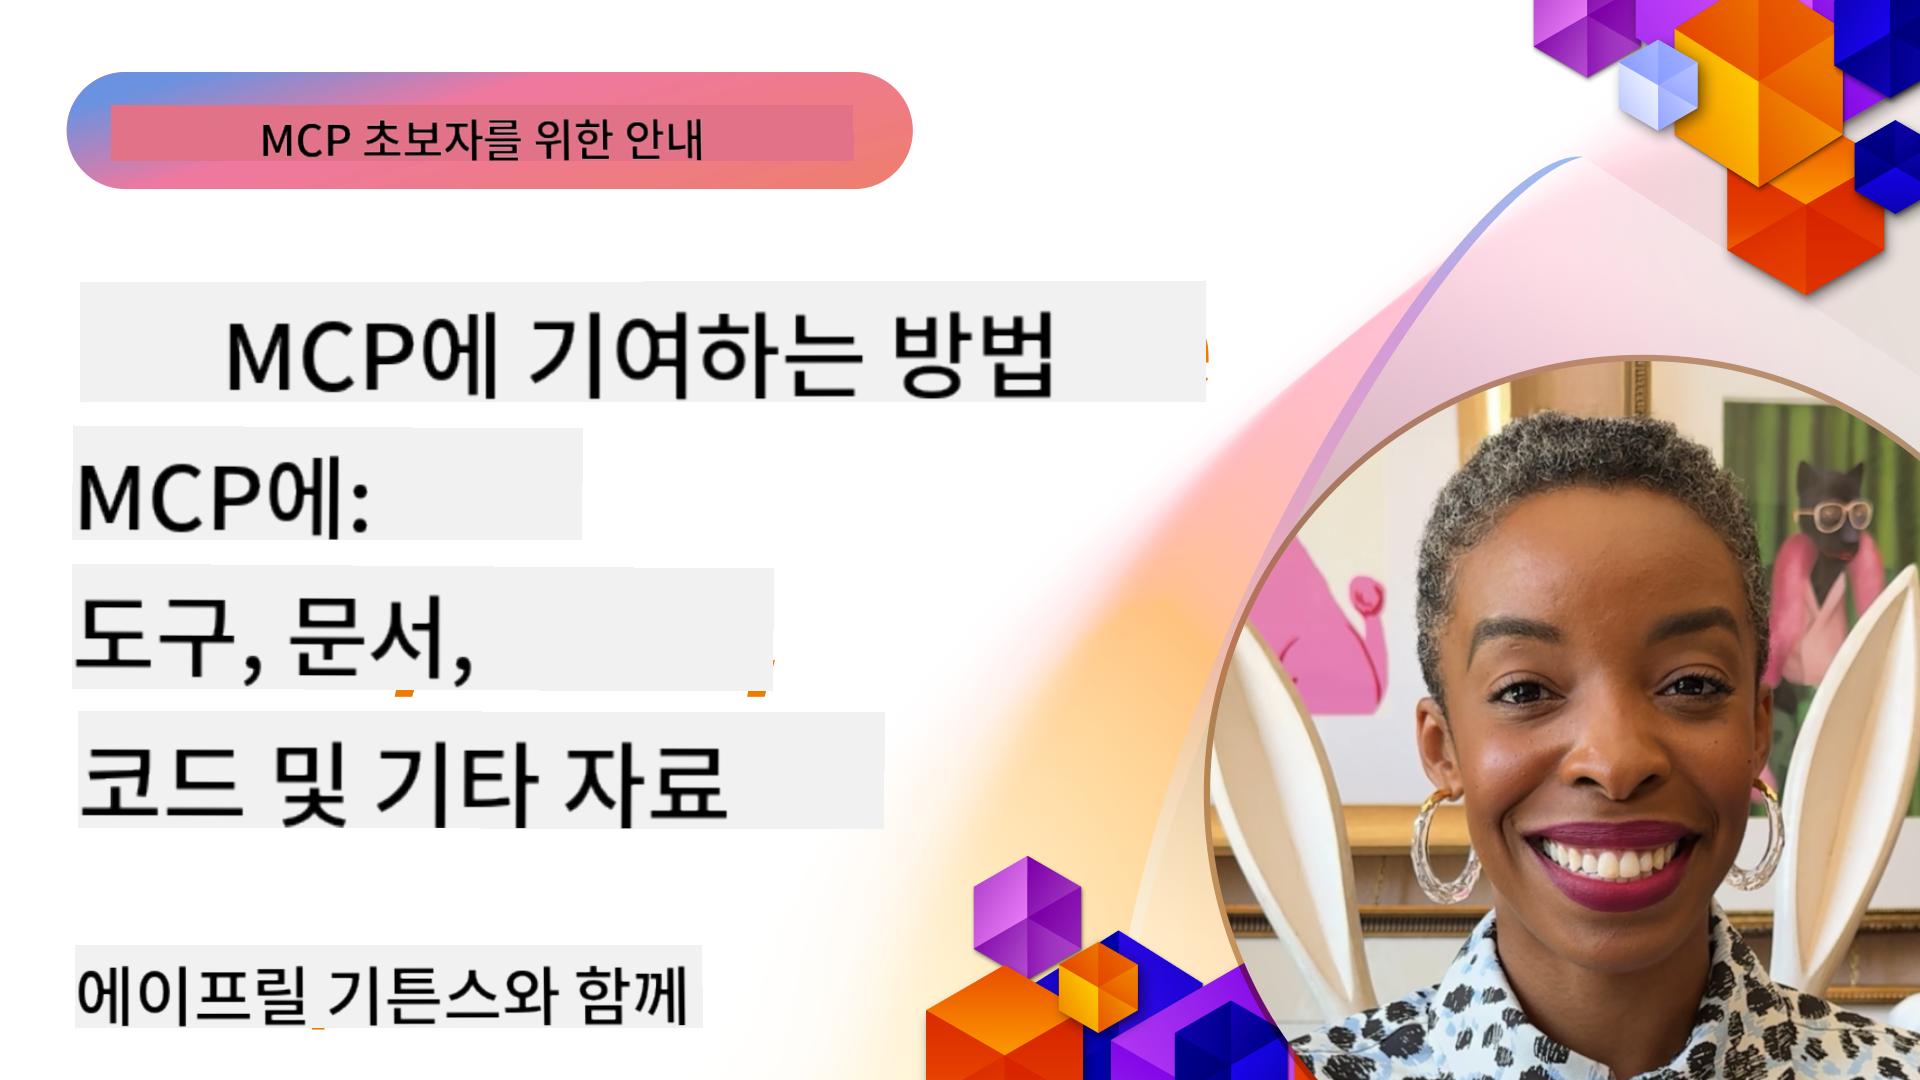 MCP 초보자를 위한 안내
MCP에 기여하는 방법
MCP에:
도구, 문서,
코드 및 기타 자료
에이프릴 기튼스와 함께